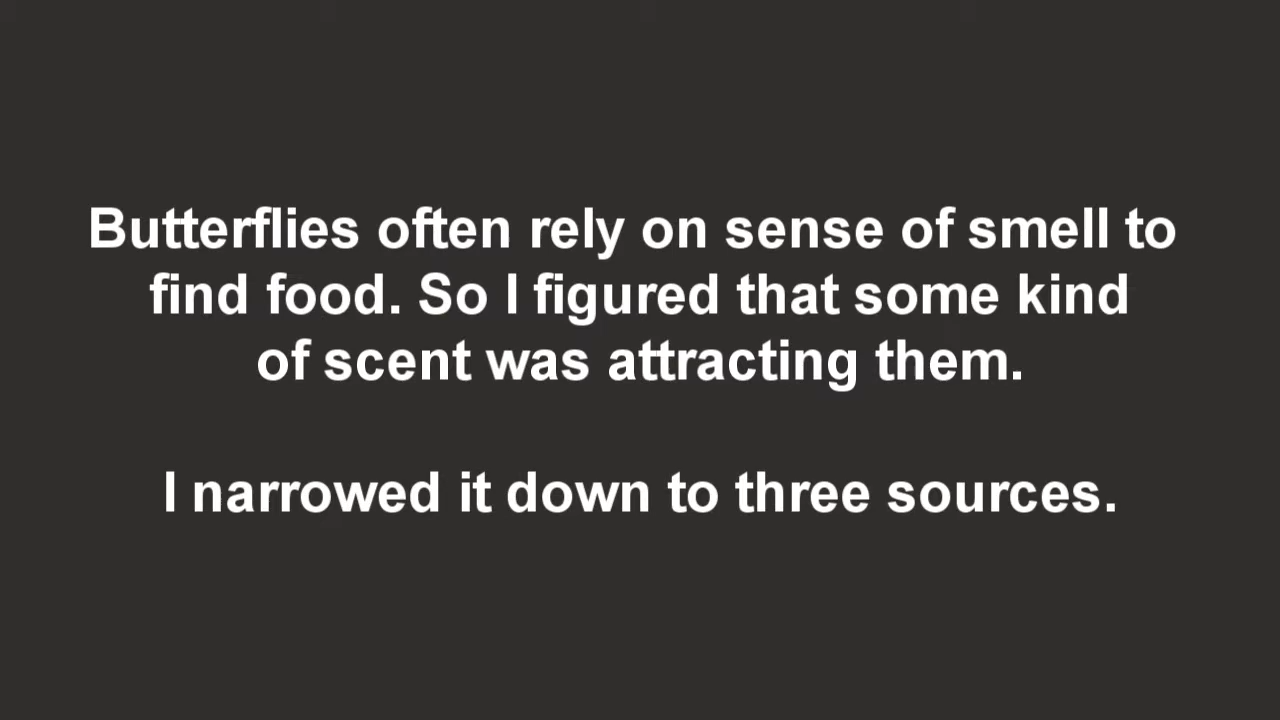 Butterflies often rely on sense of smell to
find food. So I figured that some kind
of scent was attracting them.
I narrowed it down to three sources.